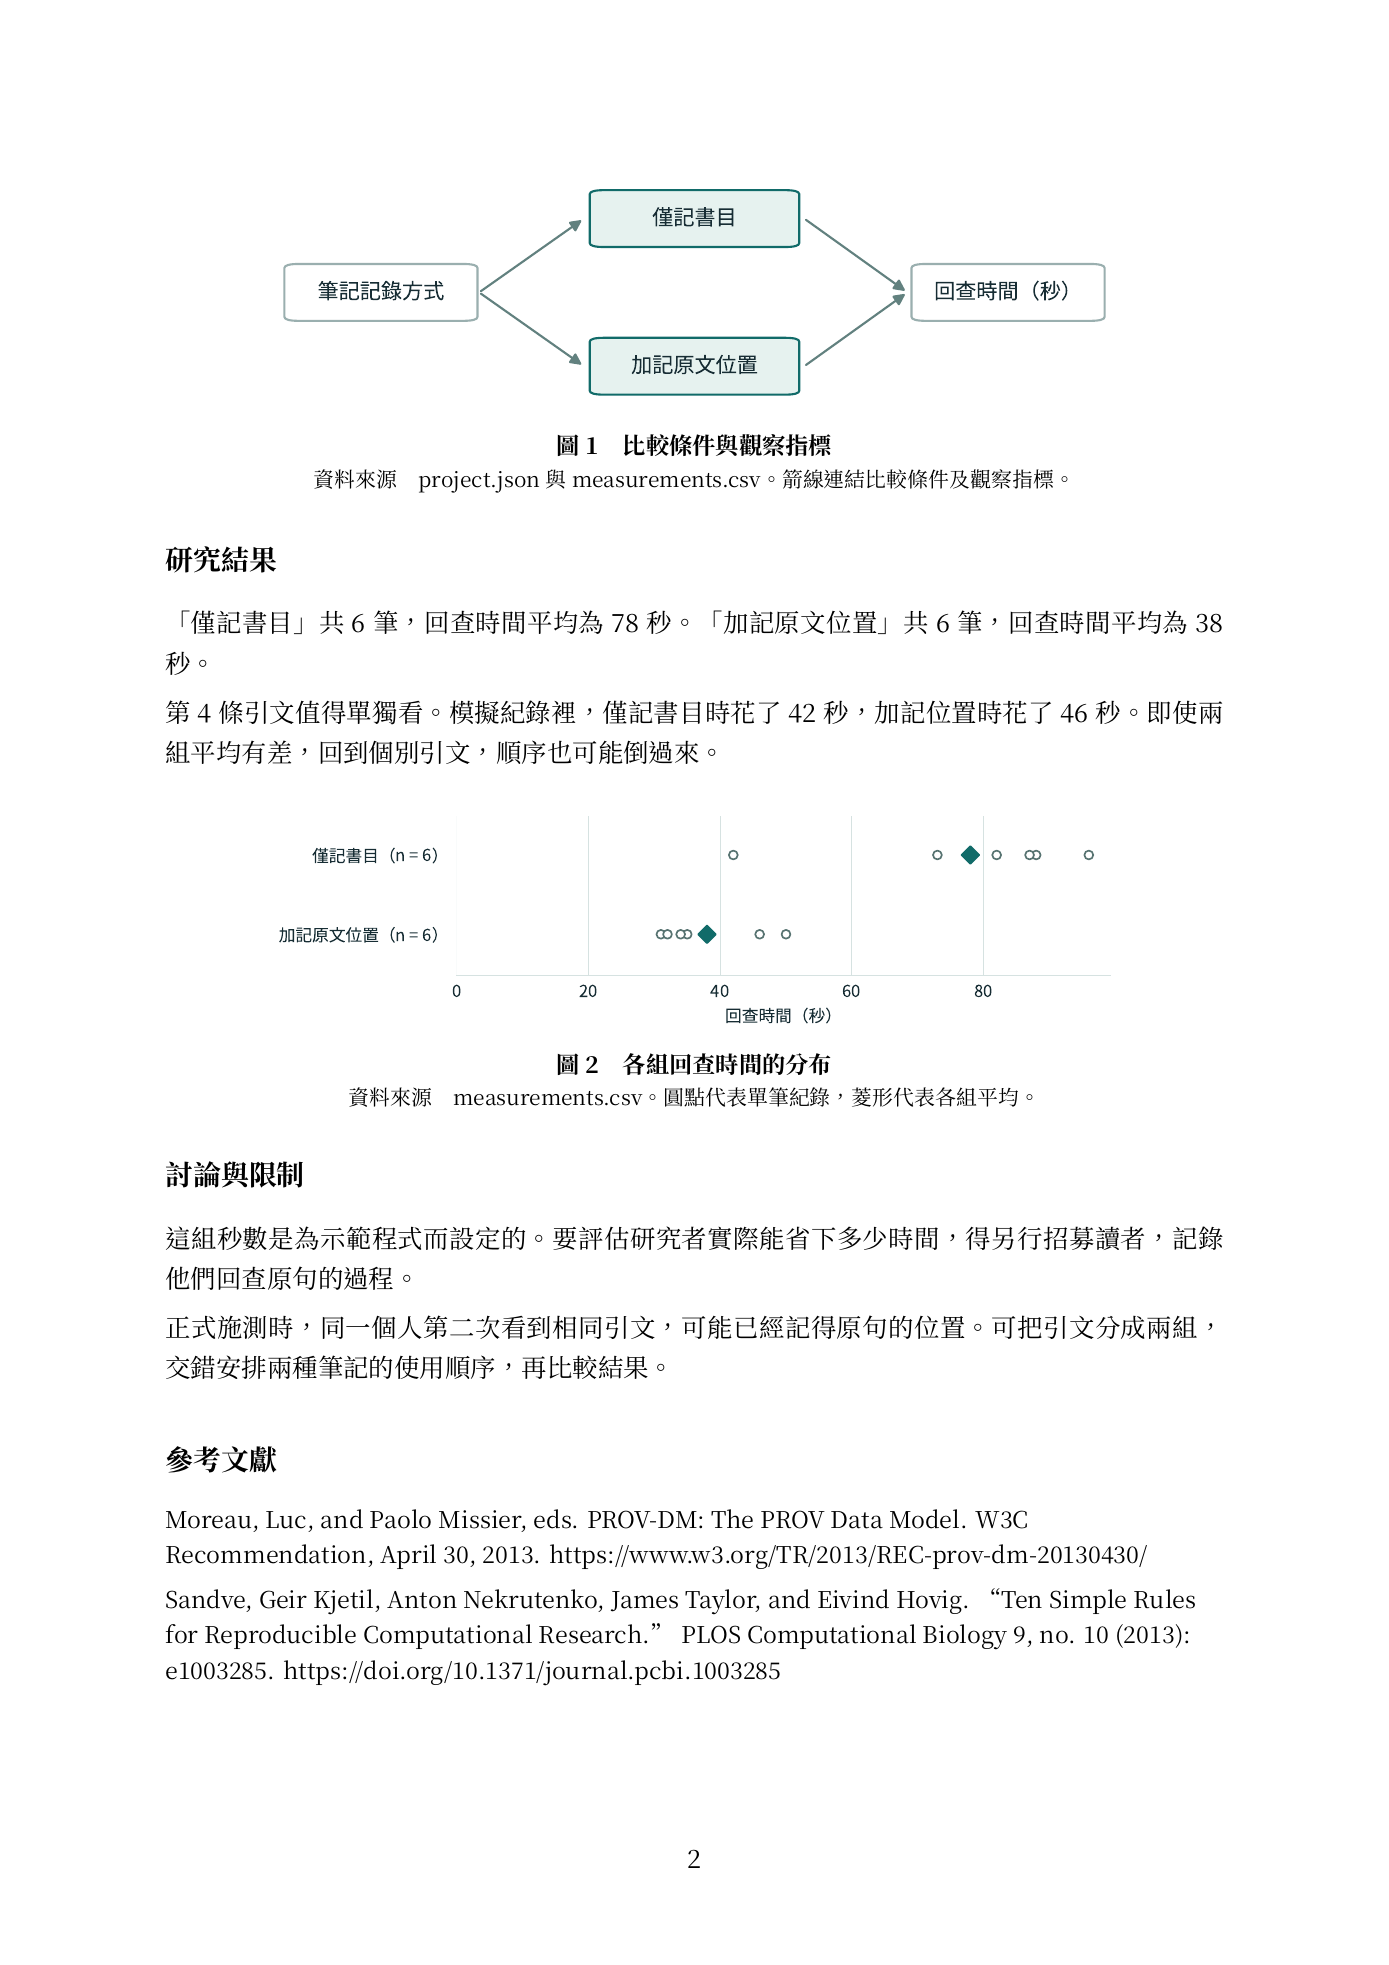 僅記書目
筆記記錄方式
回查時間（秒）
加記原文位置
圖 1　比較條件與觀察指標
資料來源　project.json 與 measurements.csv。箭線連結比較條件及觀察指標。
研究結果
「僅記書目」共 6 筆，回查時間平均為 78 秒。「加記原文位置」共 6 筆，回查時間平均為 38
秒。
第 4 條引文值得單獨看。模擬紀錄裡，僅記書目時花了 42 秒，加記位置時花了 46 秒。即使兩
組平均有差，回到個別引文，順序也可能倒過來。
僅記書目（n = 6）
加記原文位置（n = 6）
0 20 40 60 80
回查時間（秒）
圖 2　各組回查時間的分布
資料來源　measurements.csv。圓點代表單筆紀錄，菱形代表各組平均。
討論與限制
這組秒數是為示範程式而設定的。要評估研究者實際能省下多少時間，得另行招募讀者，記錄
他們回查原句的過程。
正式施測時，同一個人第二次看到相同引文，可能已經記得原句的位置。可把引文分成兩組，
交錯安排兩種筆記的使用順序，再比較結果。
參考文獻
Moreau, Luc, and Paolo Missier, eds. PROV-DM: The PROV Data Model. W3C
Recommendation, April 30, 2013. https://www.w3.org/TR/2013/REC-prov-dm-20130430/
Sandve, Geir Kjetil, Anton Nekrutenko, James Taylor, and Eivind Hovig. “Ten Simple Rules
for Reproducible Computational Research.” PLOS Computational Biology 9, no. 10 (2013):
e1003285. https://doi.org/10.1371/journal.pcbi.1003285
2